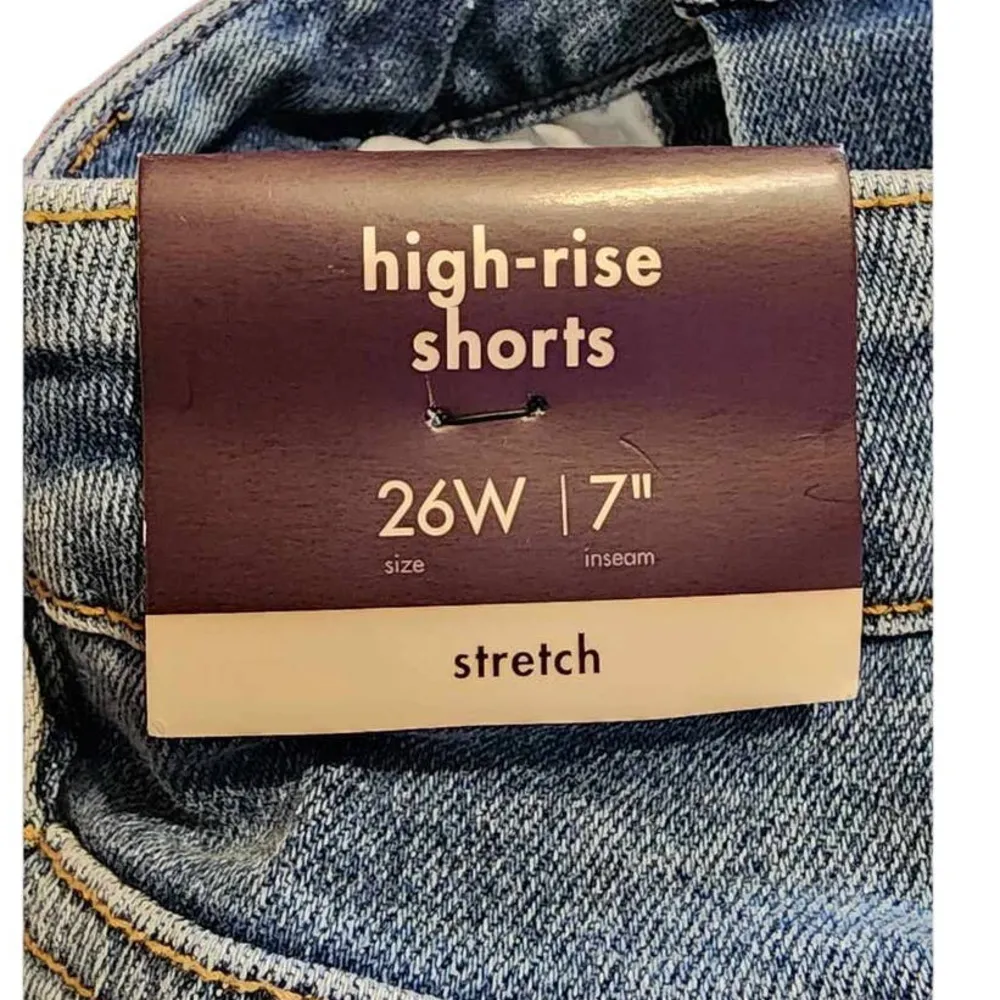 high-rise
shorts
26W | 7"
size inseam
stretch